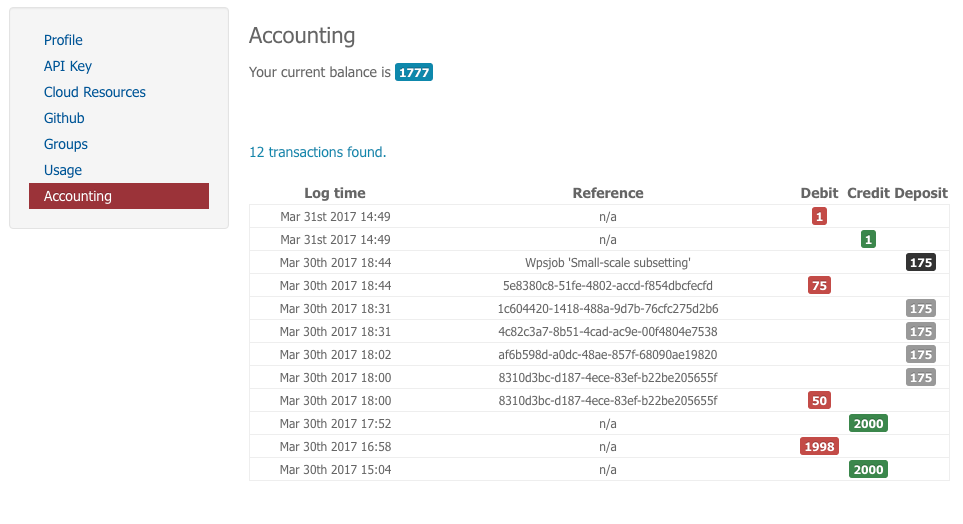 Profile
API Key
Cloud Resources
Github
Groups
Usage
Accounting
Accounting
Your current balance is 1777
12 transactions found.
Log time Reference Debit Credit Deposit
Mar 31st 2017 14:49 n/a 1
Mar 31st 2017 14:49 n/a 1
Mar 30th 2017 18:44 Wpsjob 'Small-scale subsetting' 175
Mar 30th 2017 18:44 5e8380c8-51fe-4802-accd-f854dbcfecfd 75
Mar 30th 2017 18:31 1c604420-1418-488a-9d7b-76cfc275d2b6 175
Mar 30th 2017 18:31 4c82c3a7-8b51-4cad-ac9e-00f4804e7538 175
Mar 30th 2017 18:02 af6b598d-a0dc-48ae-857f-68090ae19820 175
Mar 30th 2017 18:00 8310d3bc-d187-4ece-83ef-b22be205655f 175
Mar 30th 2017 18:00 8310d3bc-d187-4ece-83ef-b22be205655f 50
Mar 30th 2017 17:52 n/a 2000
Mar 30th 2017 16:58 n/a 1998
Mar 30th 2017 15:04 n/a 2000